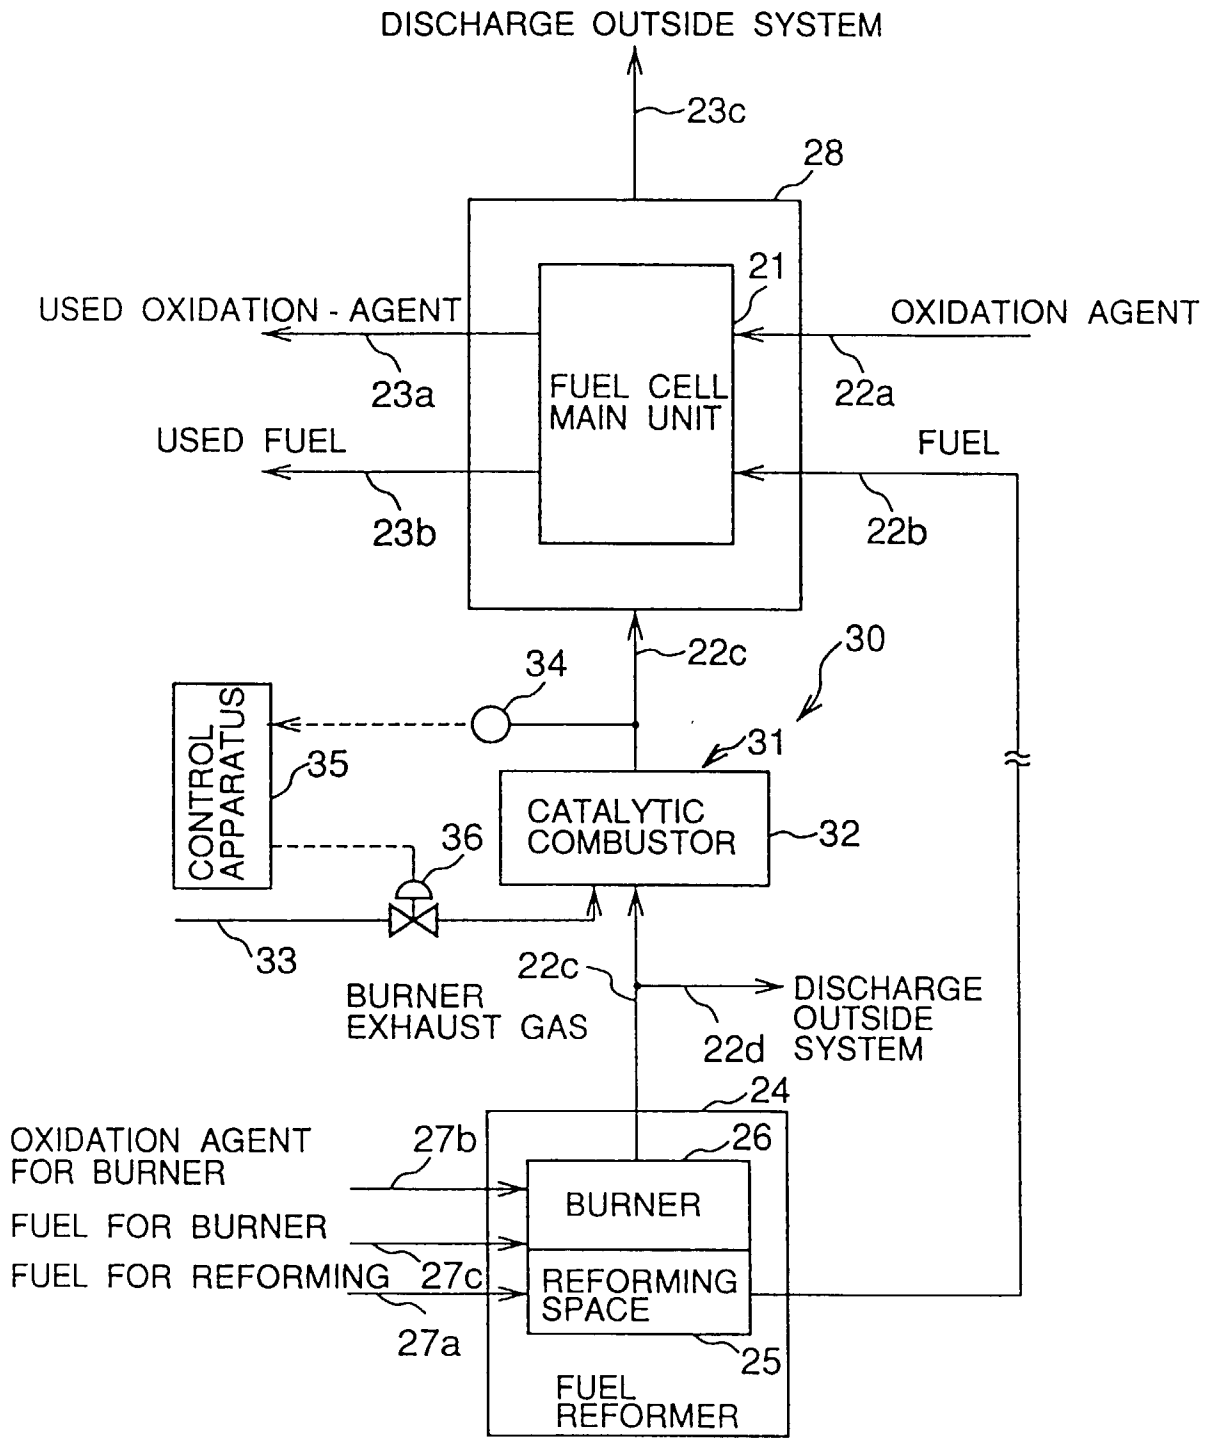 DISCHARGE OUTSIDE SYSTEM
23c
28
21
USED OXIDATION - AGENT
OXIDATION AGENT
23a
FUEL CELL
MAIN UNIT
22a
USED FUEL
FUEL
23b
22b
30
22c
34
31
CONTROL
APPARATUS
35
CATALYTIC
COMBUSTOR
32
36
33
22c
BURNER
EXHAUST GAS
DISCHARGE
OUTSIDE
SYSTEM
22d
24
OXIDATION AGENT
FOR BURNER
27b
26
BURNER
FUEL FOR BURNER
27c
FUEL FOR REFORMING
REFORMING
SPACE
27a
25
FUEL
REFORMER